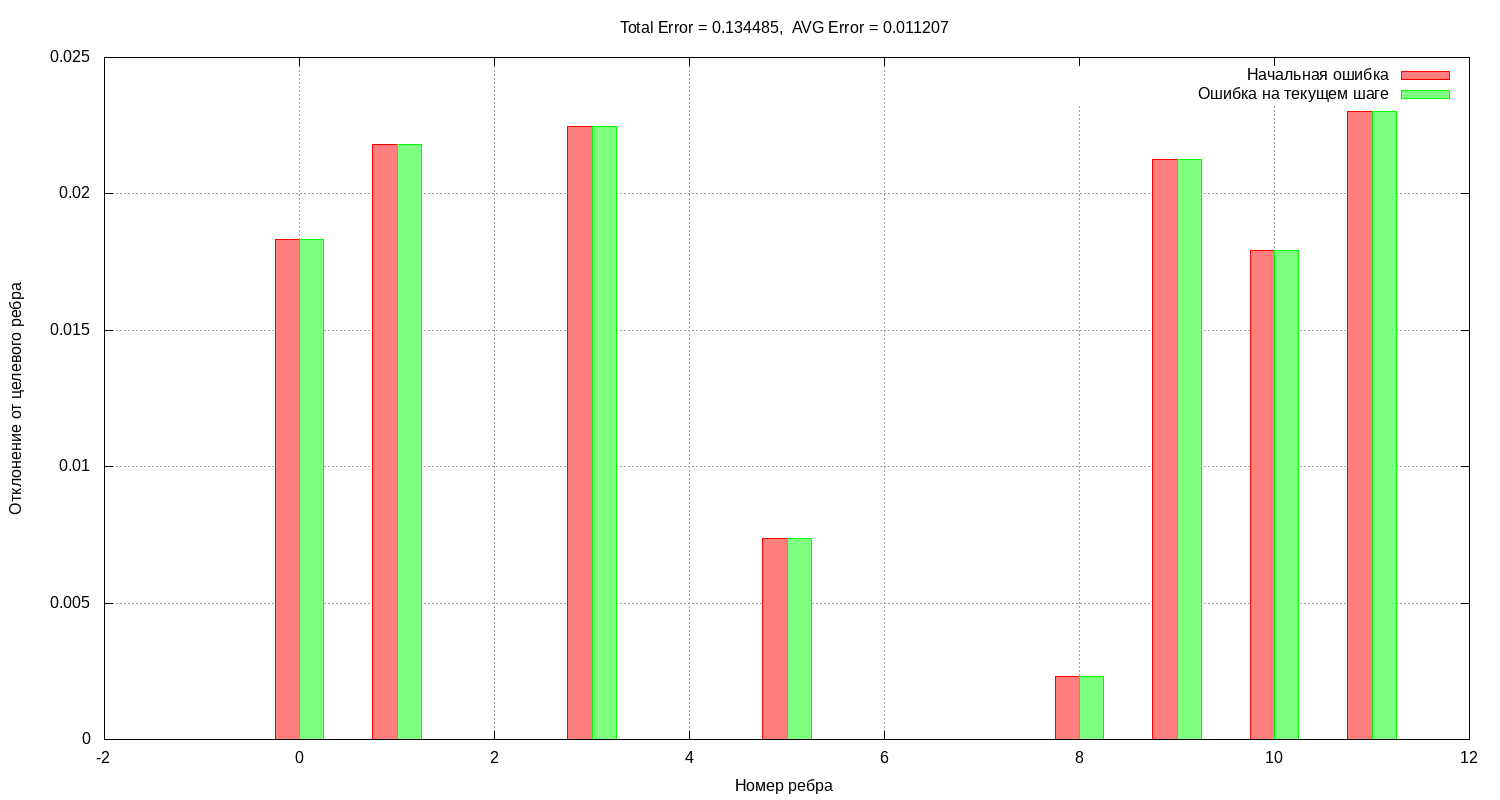 Total Error = 0.134485,  AVG Error = 0.011207
Начальная ошибка
Ошибка на текущем шаге
0.025
0.02
0.015
0.01
0.005
0
Отклонение от целевого ребра
-2 0 2 4 6 8 10 12
Номер ребра